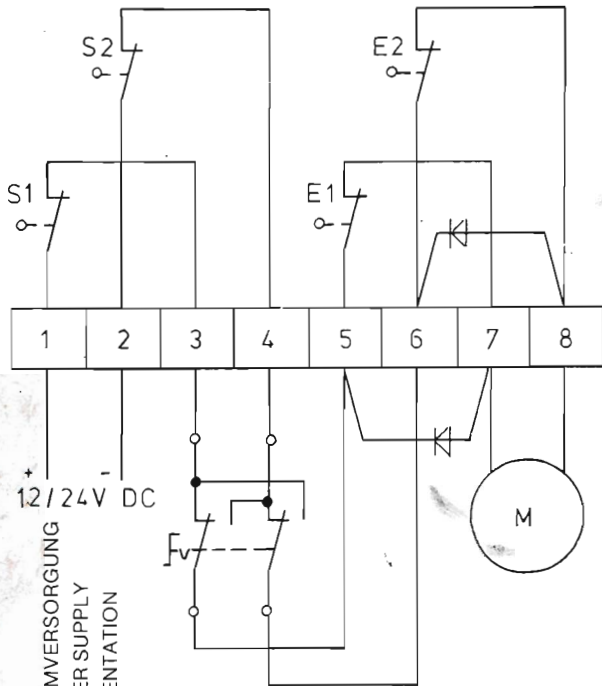 S2
E2
S1
E1
1 2 3 4 5 6 7 8
+ -
12/24V DC
M
MVERSORGUNG
ER SUPPLY
ENTATION